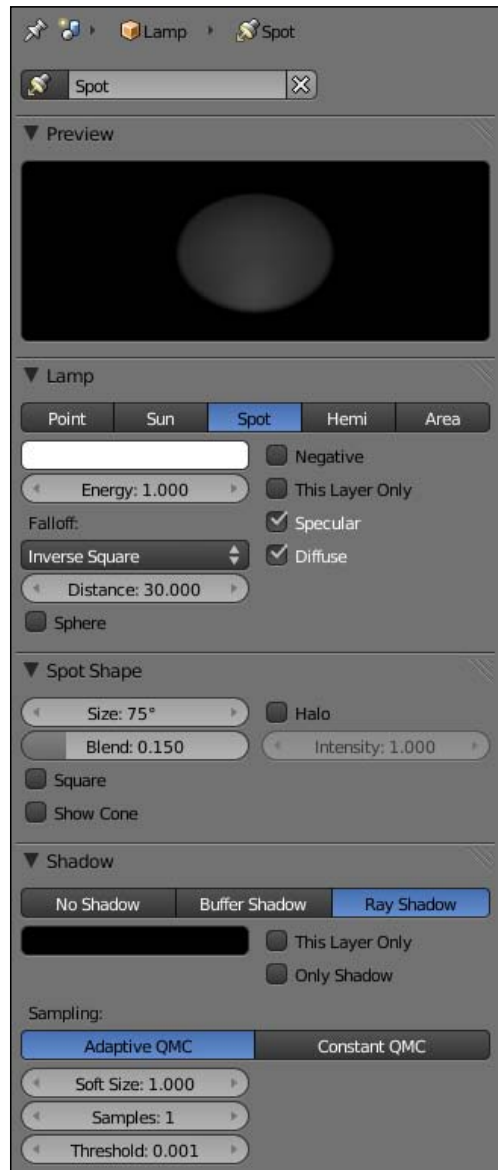 Lamp Spot
Spot
Preview
Lamp
Point Sun Spot Hemi Area
Negative
Energy: 1.000 This Layer Only
Falloff: Specular
Inverse Square Diffuse
Distance: 30.000
Sphere
Spot Shape
Size: 75° Halo
Blend: 0.150 Intensity: 1.000
Square
Show Cone
Shadow
No Shadow Buffer Shadow Ray Shadow
This Layer Only
Only Shadow
Sampling:
Adaptive QMC Constant QMC
Soft Size: 1.000
Samples: 1
Threshold: 0.001